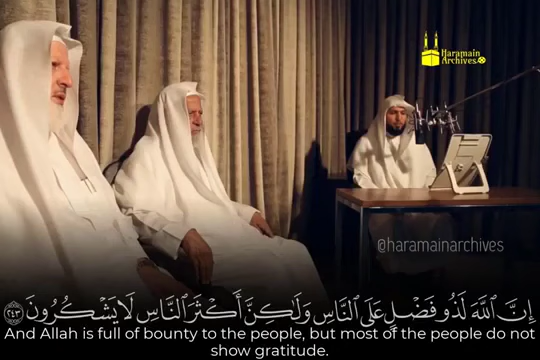 Haramain
Archives
@haramainarchives
إِنَّ ٱللَّهَ لَذُو فَضْلٍ عَلَى ٱلنَّاسِ وَلَٰكِنَّ أَكْثَرَ ٱلنَّاسِ لَا يَشْكُرُونَ ٢٤٣
And Allah is full of bounty to the people, but most of the people do not
show gratitude.